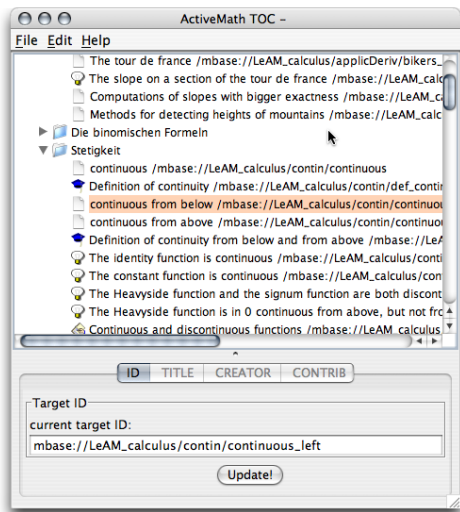 ActiveMath TOC –
File Edit Help
The tour de france /mbase://LeAM_calculus/applicDeriv/bikers_
The slope on a section of the tour de france /mbase://LeAM_calc
Computations of slopes with bigger exactness /mbase://LeAM_calc
Methods for detecting heights of mountains /mbase://LeAM_calc
Die binomischen Formeln
Stetigkeit
continuous /mbase://LeAM_calculus/contin/continuous
Definition of continuity /mbase://LeAM_calculus/contin/def_contin
continuous from below /mbase://LeAM_calculus/contin/continuou
continuous from above /mbase://LeAM_calculus/contin/continuou
Definition of continuity from below and from above /mbase://LeA
The identity function is continuous /mbase://LeAM_calculus/conti
The constant function is continuous /mbase://LeAM_calculus/con
The Heavyside function and the signum function are both discont
The Heavyside function is in 0 continuous from above, but not fro
Continuous and discontinuous functions /mbase://LeAM_calculus
ID TITLE CREATOR CONTRIB
Target ID
current target ID:
mbase://LeAM_calculus/contin/continuous_left
Update!